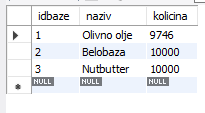 idbaze naziv kolicina
1 Olivno olje 9746
2 Belobaza 10000
3 Nutbutter 10000
NULL NULL NULL